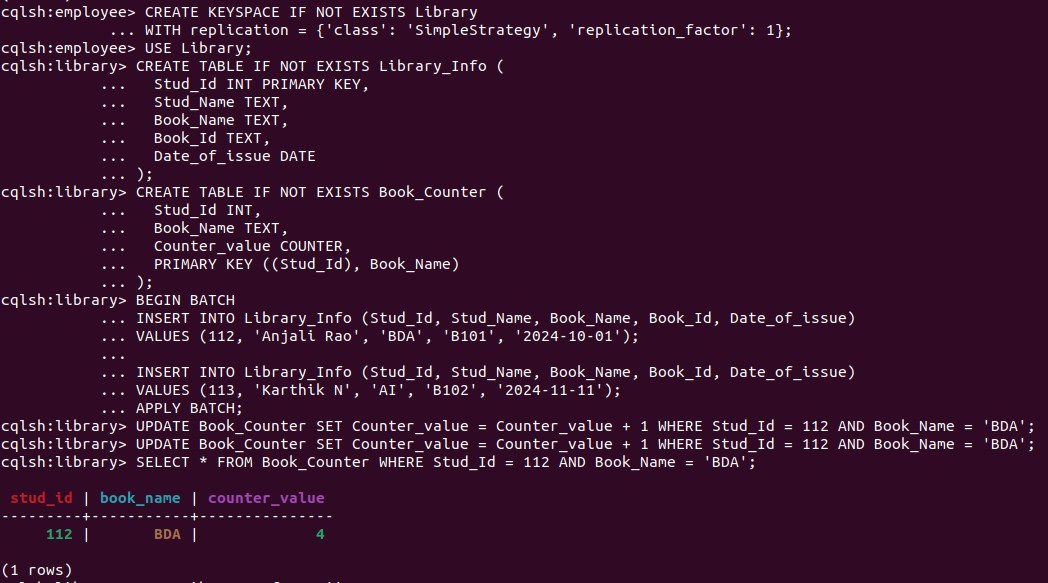 cqlsh:employee> CREATE KEYSPACE IF NOT EXISTS Library
            ... WITH replication = {'class': 'SimpleStrategy', 'replication_factor': 1};
cqlsh:employee> USE Library;
cqlsh:library> CREATE TABLE IF NOT EXISTS Library_Info (
           ...   Stud_Id INT PRIMARY KEY,
           ...   Stud_Name TEXT,
           ...   Book_Name TEXT,
           ...   Book_Id TEXT,
           ...   Date_of_issue DATE
           ... );
cqlsh:library> CREATE TABLE IF NOT EXISTS Book_Counter (
           ...   Stud_Id INT,
           ...   Book_Name TEXT,
           ...   Counter_value COUNTER,
           ...   PRIMARY KEY ((Stud_Id), Book_Name)
           ... );
cqlsh:library> BEGIN BATCH
           ... INSERT INTO Library_Info (Stud_Id, Stud_Name, Book_Name, Book_Id, Date_of_issue)
           ... VALUES (112, 'Anjali Rao', 'BDA', 'B101', '2024-10-01');
           ...
           ... INSERT INTO Library_Info (Stud_Id, Stud_Name, Book_Name, Book_Id, Date_of_issue)
           ... VALUES (113, 'Karthik N', 'AI', 'B102', '2024-11-11');
           ... APPLY BATCH;
cqlsh:library> UPDATE Book_Counter SET Counter_value = Counter_value + 1 WHERE Stud_Id = 112 AND Book_Name = 'BDA';
cqlsh:library> UPDATE Book_Counter SET Counter_value = Counter_value + 1 WHERE Stud_Id = 112 AND Book_Name = 'BDA';
cqlsh:library> SELECT * FROM Book_Counter WHERE Stud_Id = 112 AND Book_Name = 'BDA';
 stud_id | book_name | counter_value
---------+-----------+---------------
     112 |       BDA |             4
(1 rows)